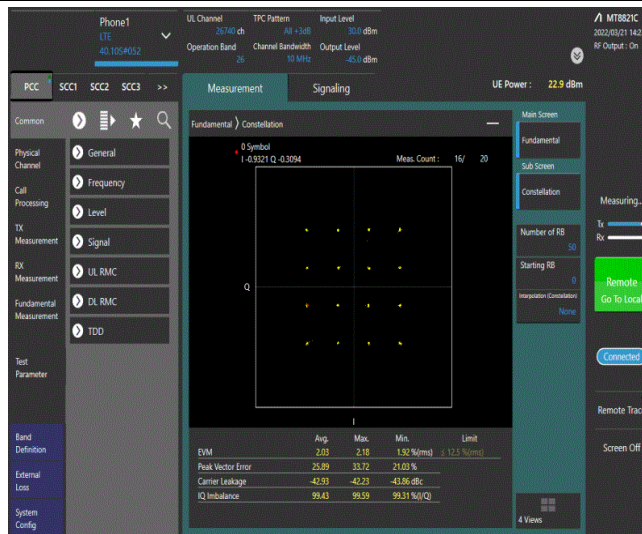 Phone1
LTE
40.10S#052
UL Channel TPC Pattern Input Level
26740 ch All +3dB 30.0 dBm
Operation Band Channel Bandwidth Output Level
26 10 MHz -45.0 dBm
MT8821C
2022/03/21 14:2
RF Output : On
PCC SCC1 SCC2 SCC3 >>
Measurement Signaling
UE Power : 22.9 dBm
Common
Physical
Channel
Call
Processing
TX
Measurement
RX
Measurement
Fundamental
Measurement
Test
Parameter
Band
Definition
External
Loss
System
Config
General
Frequency
Level
Signal
UL RMC
DL RMC
TDD
Fundamental Constellation
0 Symbol
I -0.9321 Q -0.3094 Meas. Count : 16/ 20
Q
I
Avg. Max. Min. Limit
EVM 2.03 2.18 1.92 %(rms) ≤ 12.5 %(rms)
Peak Vector Error 25.89 33.72 21.03 %
Carrier Leakage -42.93 -42.23 -43.86 dBc
IQ Imbalance 99.43 99.59 99.31 %(I/Q)
Main Screen
Fundamental
Sub Screen
Constellation
Number of RB
50
Starting RB
0
Interpolation (Constellation)
None
4 Views
Measuring...
Tx
Rx
Remote
Go To Local
Connected
Remote Trac
Screen Off